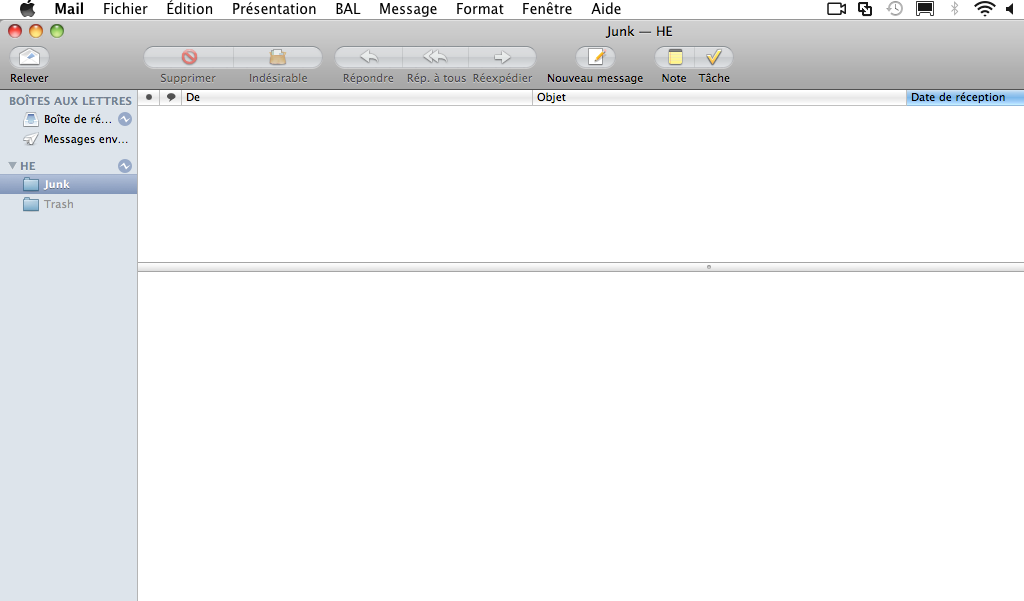 Mail Fichier Édition Présentation BAL Message Format Fenêtre Aide
Junk — HE
Relever Supprimer Indésirable Répondre Rép. à tous Réexpédier Nouveau message Note Tâche
BOÎTES AUX LETTRES De Objet Date de réception
Boîte de ré...
Messages env...
HE
Junk
Trash